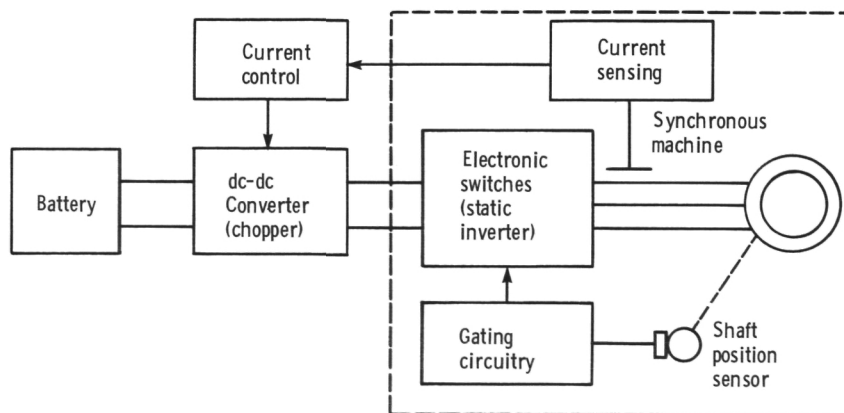 Current
control
Current
sensing
Synchronous
machine
Battery
dc-dc
Converter
(chopper)
Electronic
switches
(static
inverter)
Gating
circuitry
Shaft
position
sensor